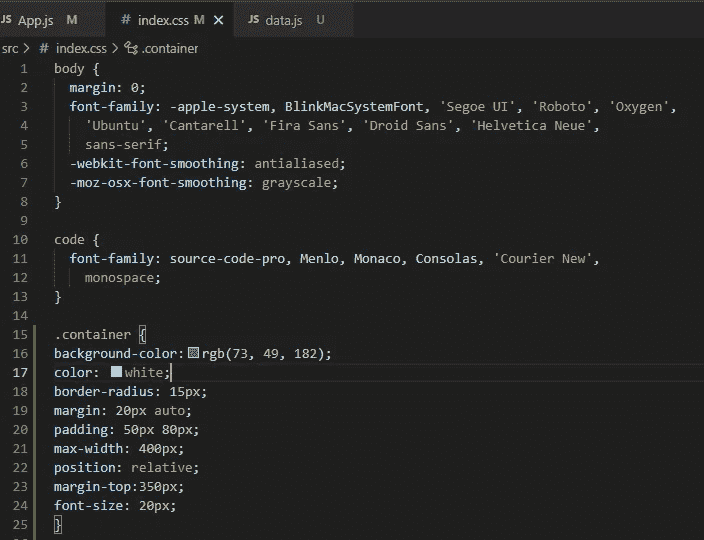 JS App.js M # index.css M × JS data.js U
src > # index.css > .container
1 body {
2 margin: 0;
3 font-family: -apple-system, BlinkMacSystemFont, 'Segoe UI', 'Roboto', 'Oxygen',
4 'Ubuntu', 'Cantarell', 'Fira Sans', 'Droid Sans', 'Helvetica Neue',
5 sans-serif;
6 -webkit-font-smoothing: antialiased;
7 -moz-osx-font-smoothing: grayscale;
8 }
9
10 code {
11 font-family: source-code-pro, Menlo, Monaco, Consolas, 'Courier New',
12 monospace;
13 }
14
15 .container {
16 background-color: rgb(73, 49, 182);
17 color: white;
18 border-radius: 15px;
19 margin: 20px auto;
20 padding: 50px 80px;
21 max-width: 400px;
22 position: relative;
23 margin-top:350px;
24 font-size: 20px;
25 }